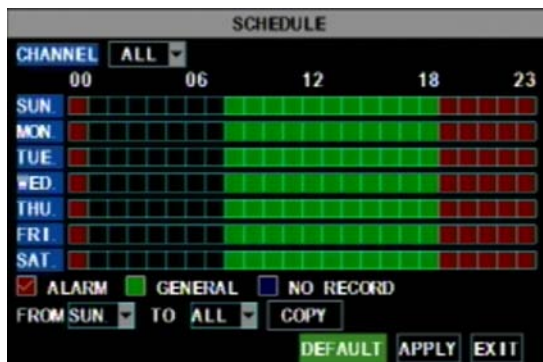 SCHEDULE
CHANNEL ALL
00 06 12 18 23
SUN.
MON.
TUE.
WED.
THU.
FRI.
SAT.
ALARM GENERAL NO RECORD
FROM SUN. TO ALL COPY
DEFAULT APPLY EXIT